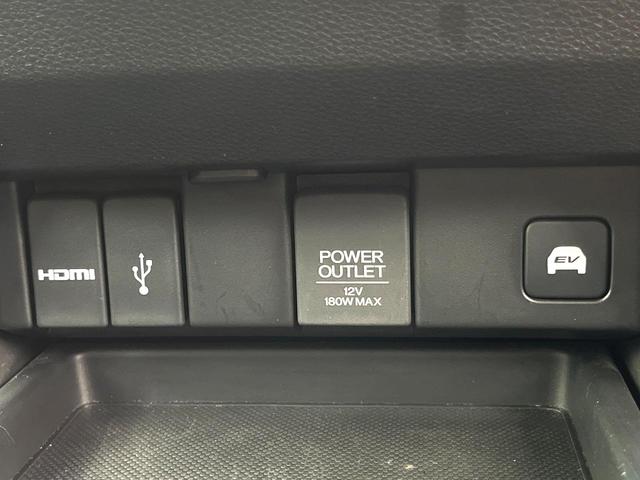 HDMI
POWER
OUTLET
12V
180W MAX
EV